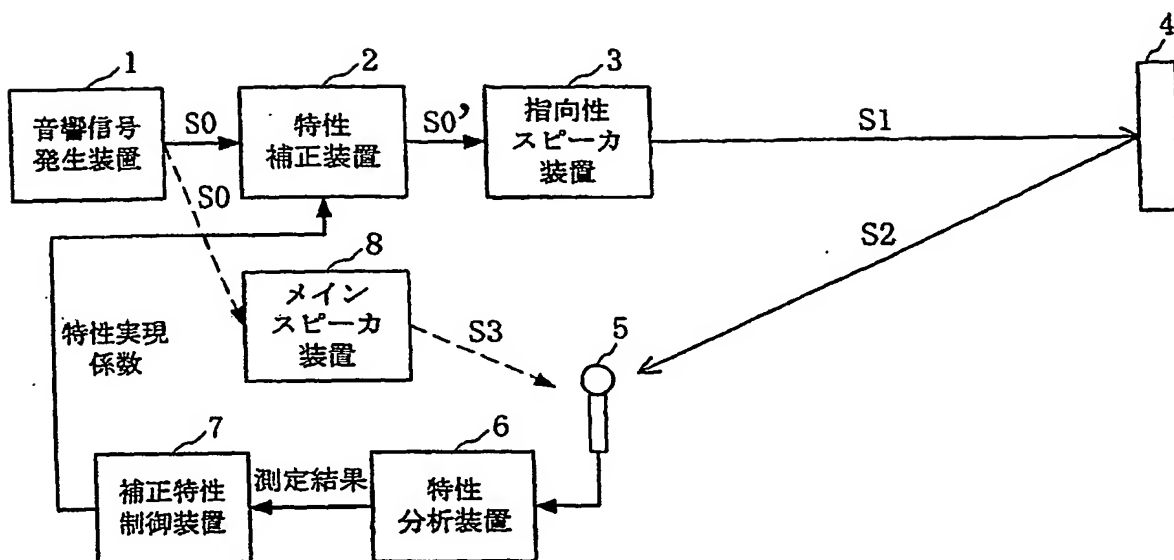 1
音響信号
発生装置
S0
2
特性
補正装置
S0'
3
指向性
スピーカ
装置
S1
4
S0
S2
8
メイン
スピーカ
装置
S3
5
特性実現
係数
7
補正特性
制御装置
測定結果
6
特性
分析装置